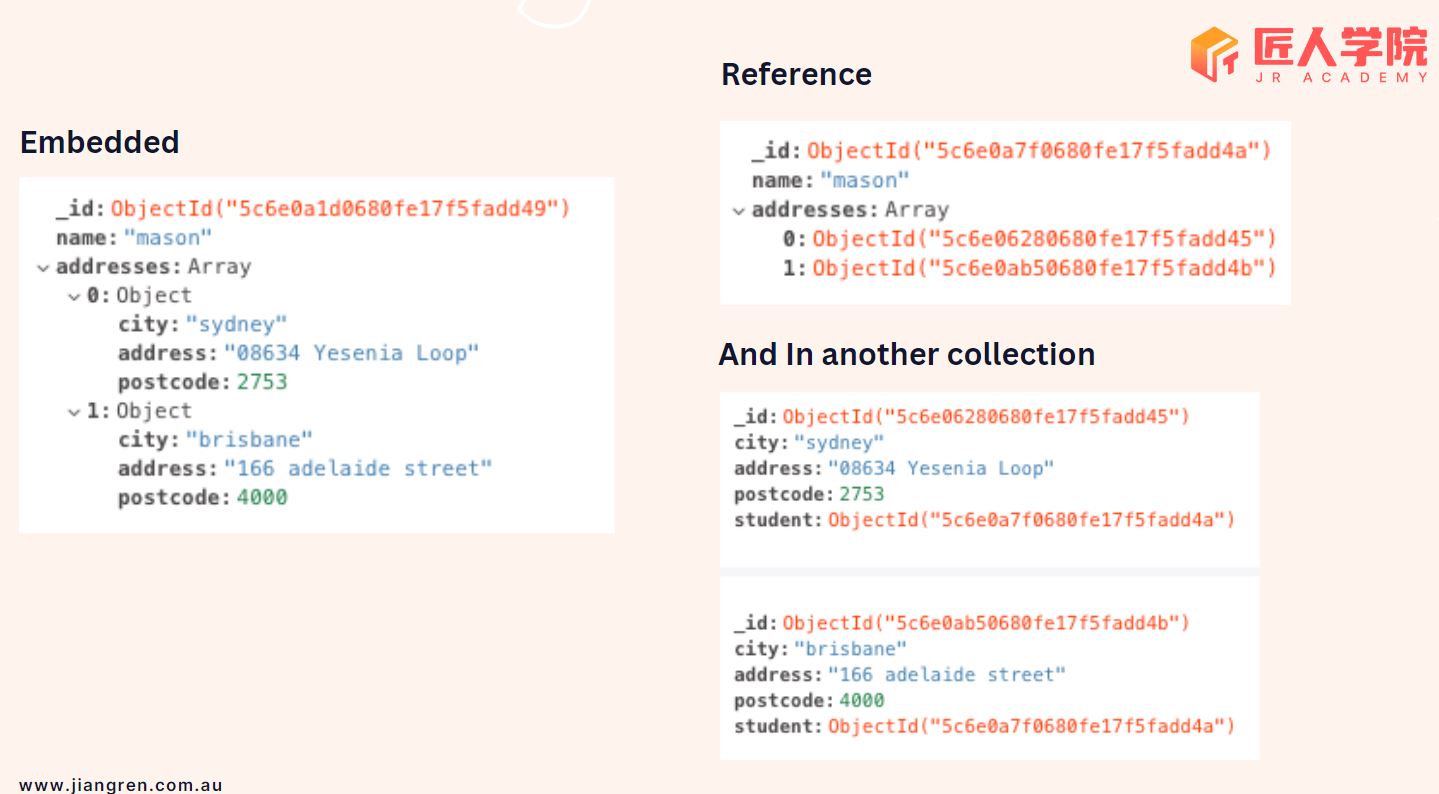 匠人学院
JR ACADEMY
Embedded
_id: ObjectId("5c6e0a1d0680fe17f5fadd49")
name: "mason"
addresses: Array
0: Object
city: "sydney"
address: "08634 Yesenia Loop"
postcode: 2753
1: Object
city: "brisbane"
address: "166 adelaide street"
postcode: 4000
Reference
_id: ObjectId("5c6e0a7f0680fe17f5fadd4a")
name: "mason"
addresses: Array
0: ObjectId("5c6e06280680fe17f5fadd45")
1: ObjectId("5c6e0ab50680fe17f5fadd4b")
And In another collection
_id: ObjectId("5c6e06280680fe17f5fadd45")
city: "sydney"
address: "08634 Yesenia Loop"
postcode: 2753
student: ObjectId("5c6e0a7f0680fe17f5fadd4a")
_id: ObjectId("5c6e0ab50680fe17f5fadd4b")
city: "brisbane"
address: "166 adelaide street"
postcode: 4000
student: ObjectId("5c6e0a7f0680fe17f5fadd4a")
www.jiangren.com.au